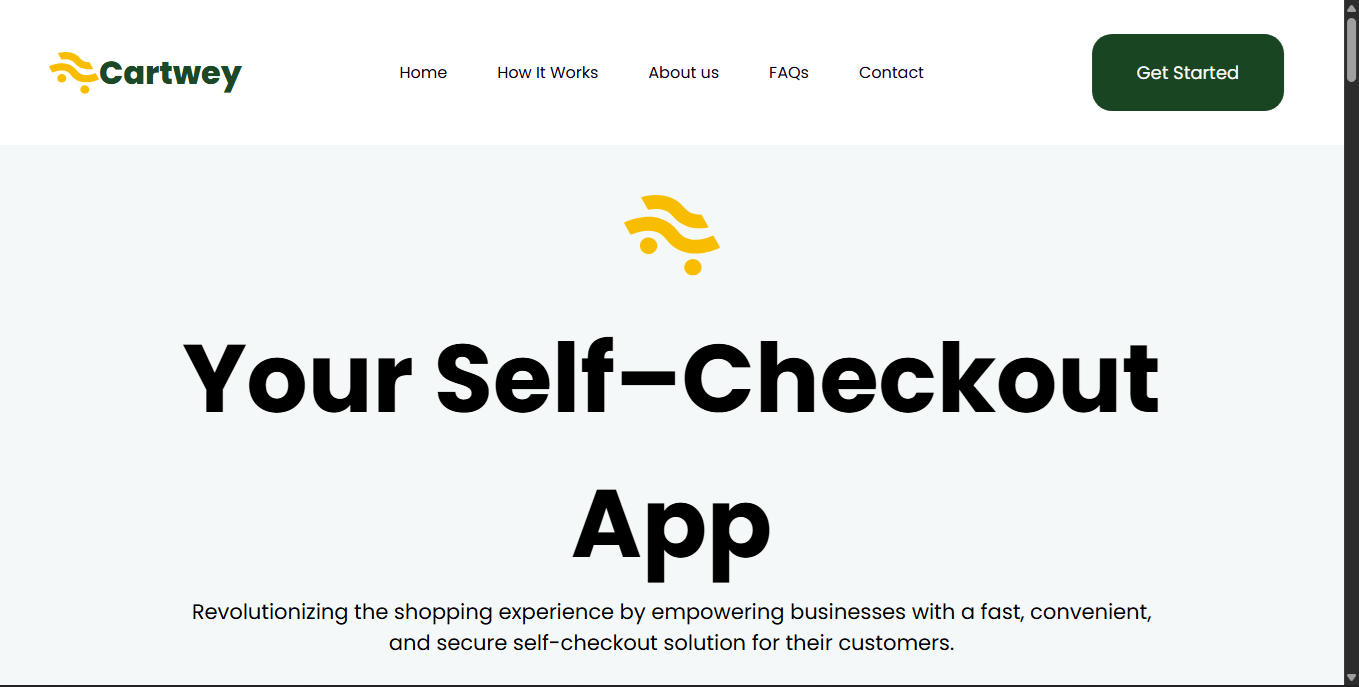 Cartwey
Home
How It Works
About us
FAQs
Contact
Get Started
Your Self-Checkout
App
Revolutionizing the shopping experience by empowering businesses with a fast, convenient,
and secure self-checkout solution for their customers.